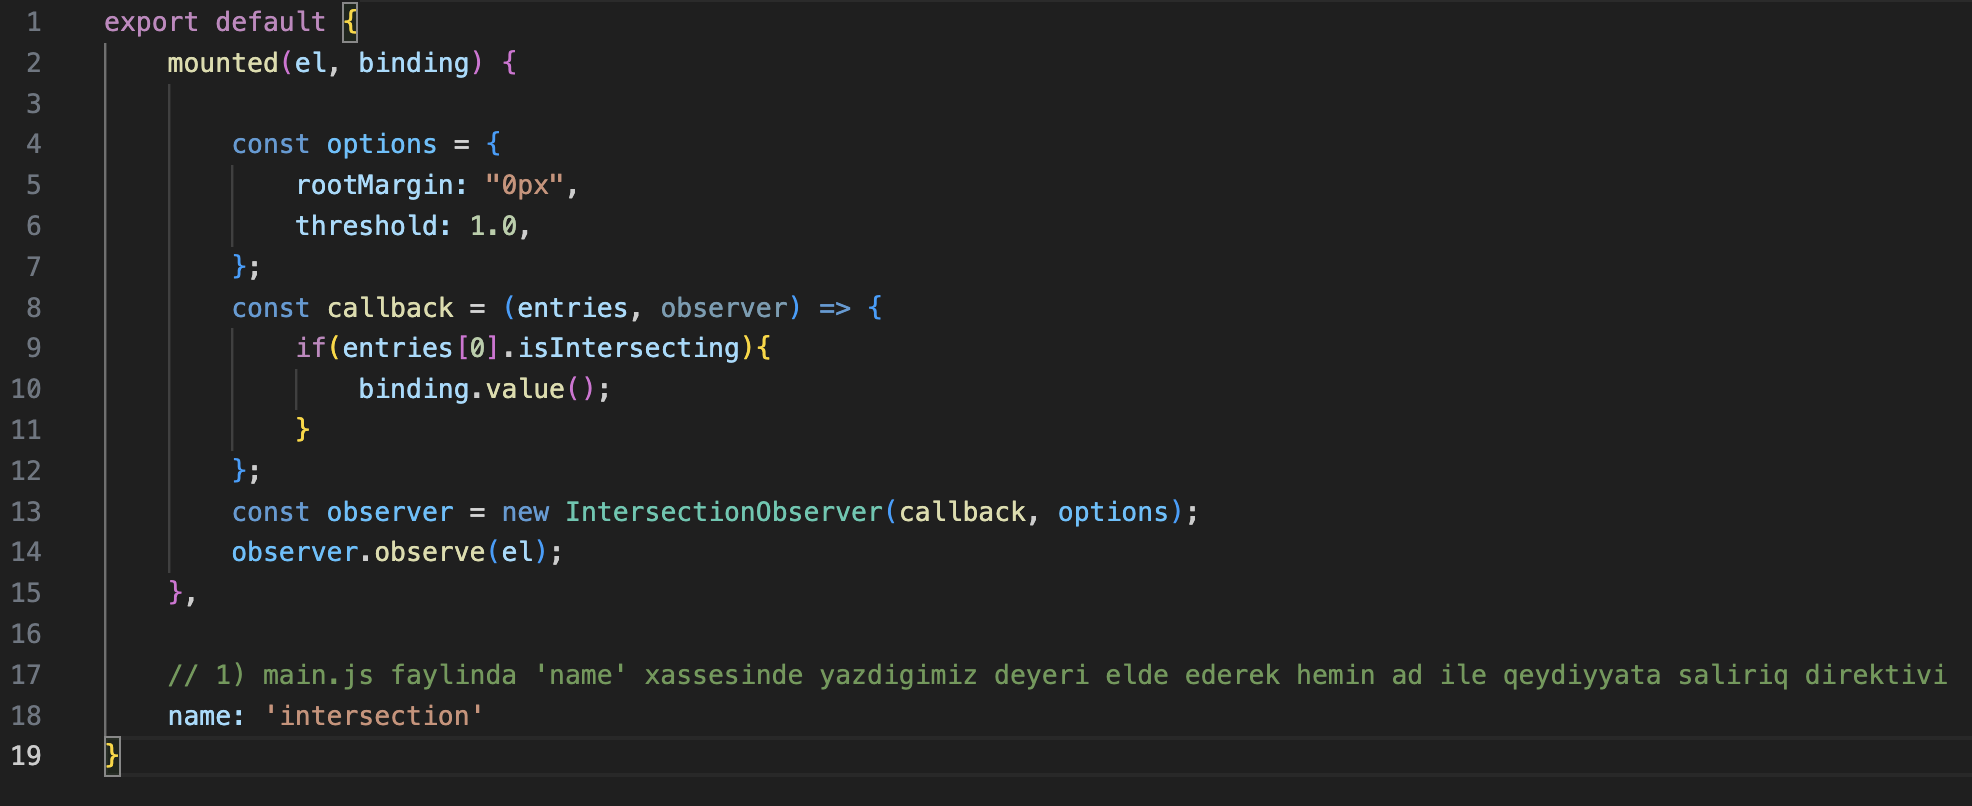 1 export default {
2 mounted(el, binding) {
3
4 const options = {
5 rootMargin: "0px",
6 threshold: 1.0,
7 };
8 const callback = (entries, observer) => {
9 if(entries[0].isIntersecting){
10 binding.value();
11 }
12 };
13 const observer = new IntersectionObserver(callback, options);
14 observer.observe(el);
15 },
16
17 // 1) main.js faylinda 'name' xassesinde yazdigimiz deyeri elde ederek hemin ad ile qeydiyyata saliriq direktivi
18 name: 'intersection'
19 }